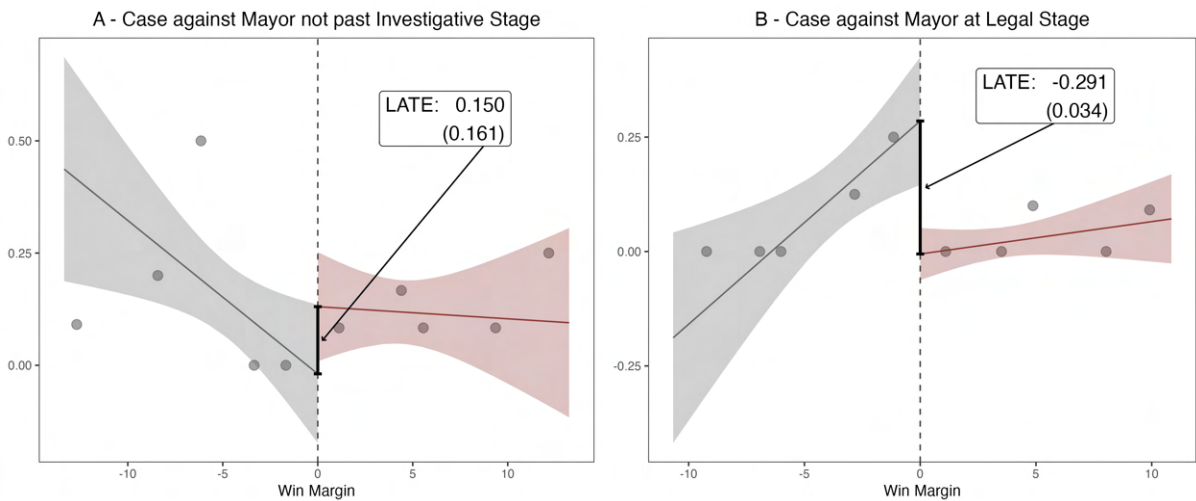 A - Case against Mayor not past Investigative Stage
LATE: 0.150
(0.161)
0.50
0.25
0.00
-10 -5 0 5 10
Win Margin
B - Case against Mayor at Legal Stage
LATE: -0.291
(0.034)
0.25
0.00
-0.25
-10 -5 0 5 10
Win Margin